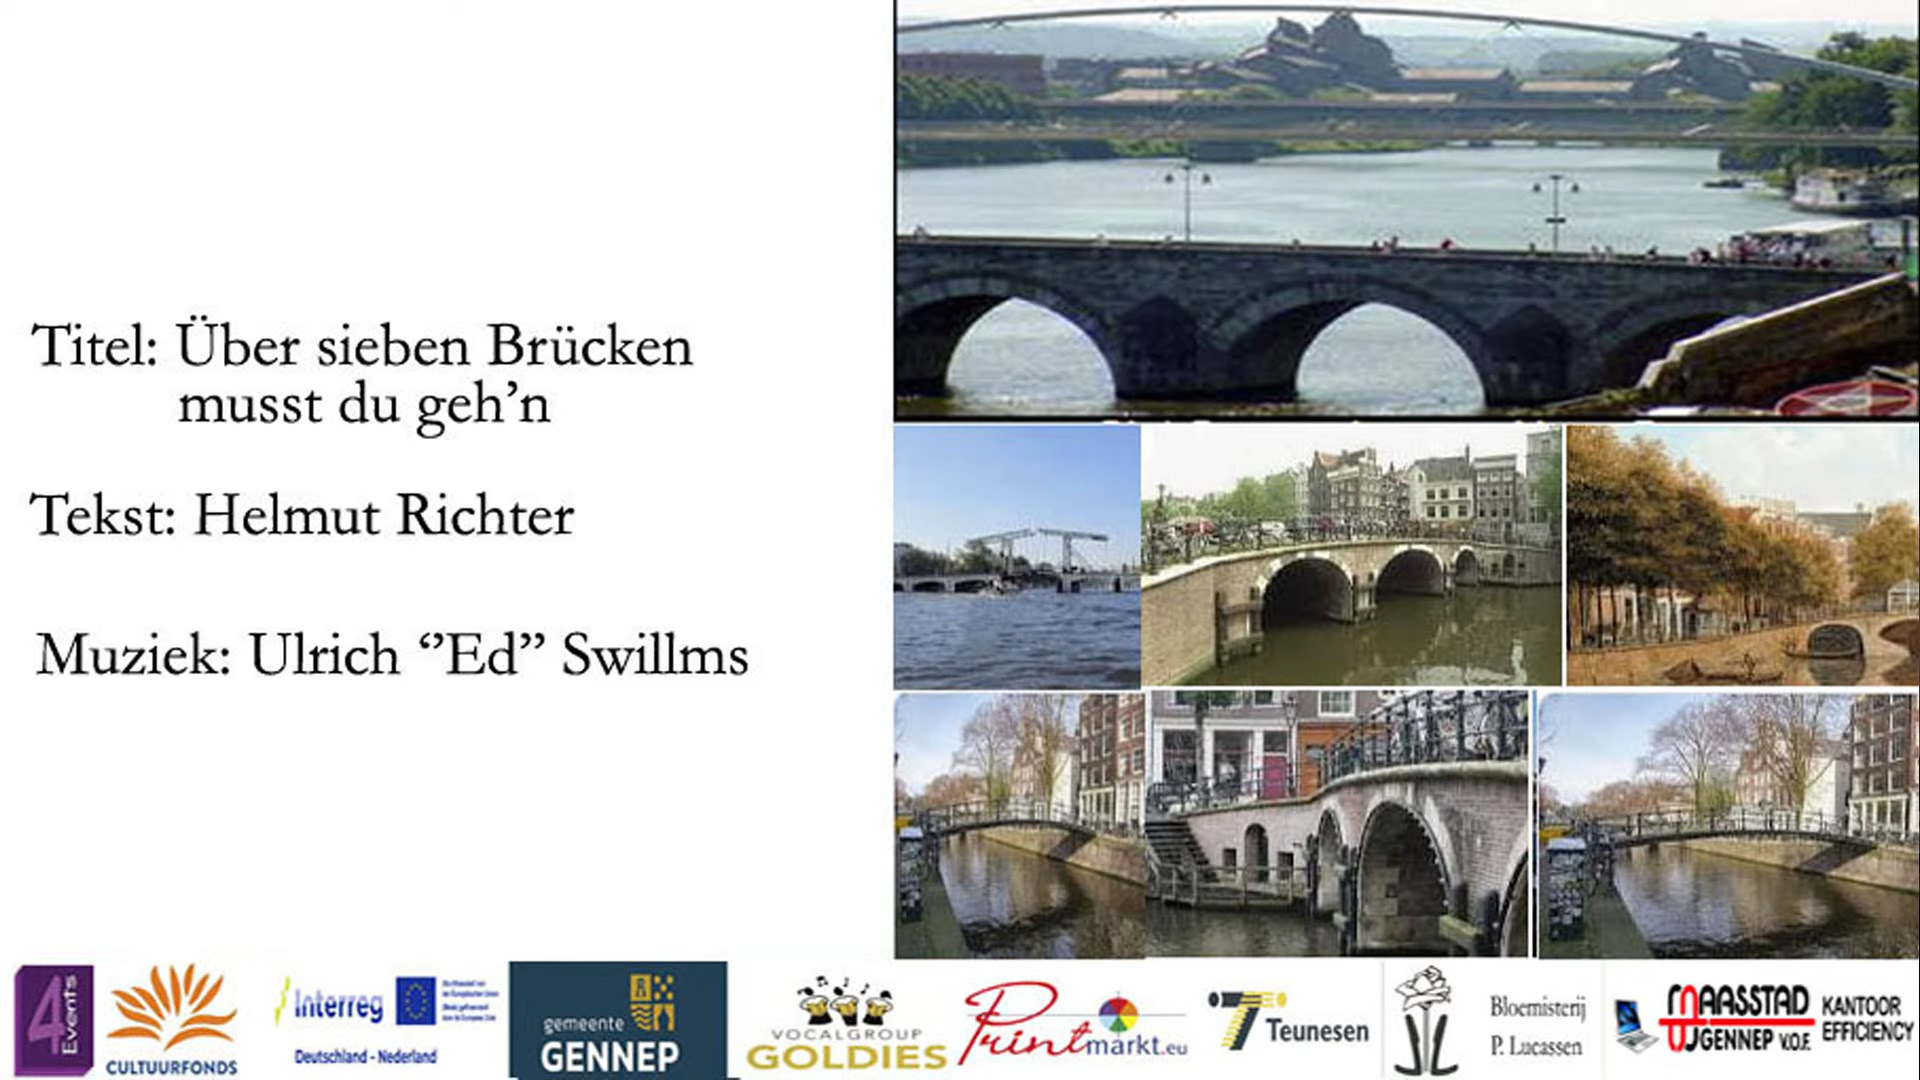 Titel: Über sieben Brücken
musst du geh’n
Tekst: Helmut Richter
Muziek: Ulrich “Ed” Swillms
4
Events
CULTUURFONDS
Interreg
Deutschland - Nederland
gemeente
GENNEP
VOCALGROUP
GOLDIES
Printmarkt.eu
Teunesen
Bloemisterij
P. Lucassen
MAASSTAD
GENNEP V.O.F.
KANTOOR
EFFICIENCY